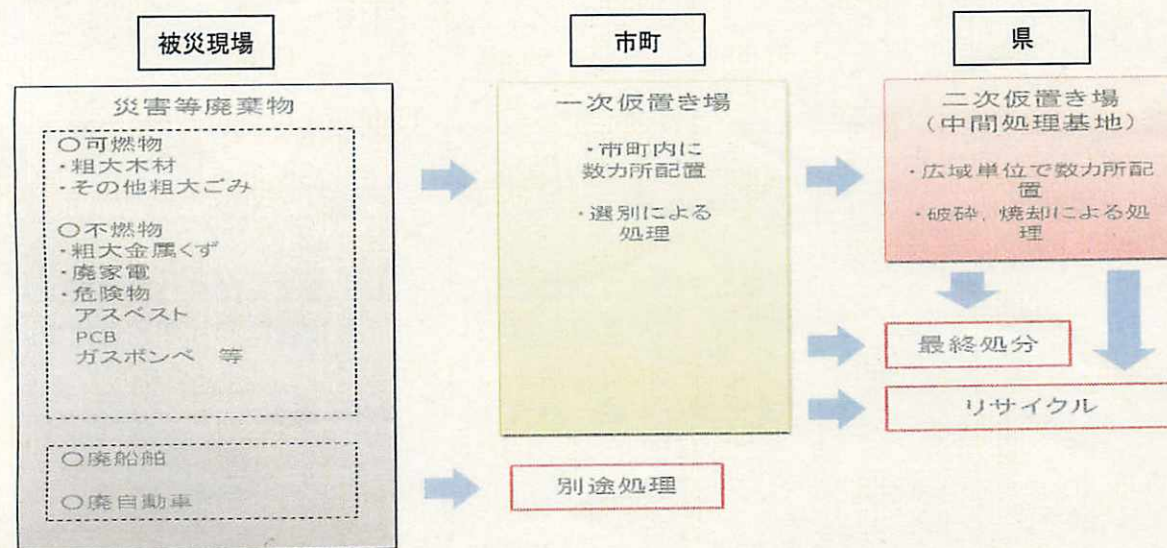 被災現場
災害等廃棄物
○可燃物
・粗大木材
・その他粗大ごみ
○不燃物
・粗大金属くず
・廃家電
・危険物
アスベスト
PCB
ガスボンベ 等
○廃船舶
○廃自動車
市町
一次仮置き場
・市町内に
数カ所配置
・選別による
処理
別途処理
県
二次仮置き場
(中間処理基地)
・広域単位で数カ所配
置
・破砕, 焼却による処
理
最終処分
リサイクル